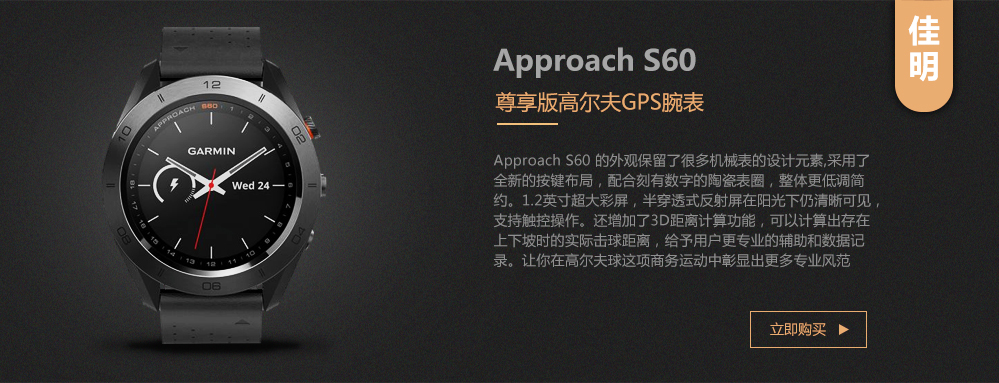 佳明
Approach S60
尊享版高尔夫GPS腕表
Approach S60 的外观保留了很多机械表的设计元素,采用了
全新的按键布局，配合刻有数字的陶瓷表圈，整体更低调简
约。1.2英寸超大彩屏，半穿透式反射屏在阳光下仍清晰可见，
支持触控操作。还增加了3D距离计算功能，可以计算出存在
上下坡时的实际击球距离，给予用户更专业的辅助和数据记
录。让你在高尔夫球这项商务运动中彰显出更多专业风范
立即购买
12
02
04
06
08
10
APPROACH S60
GARMIN
Wed 24